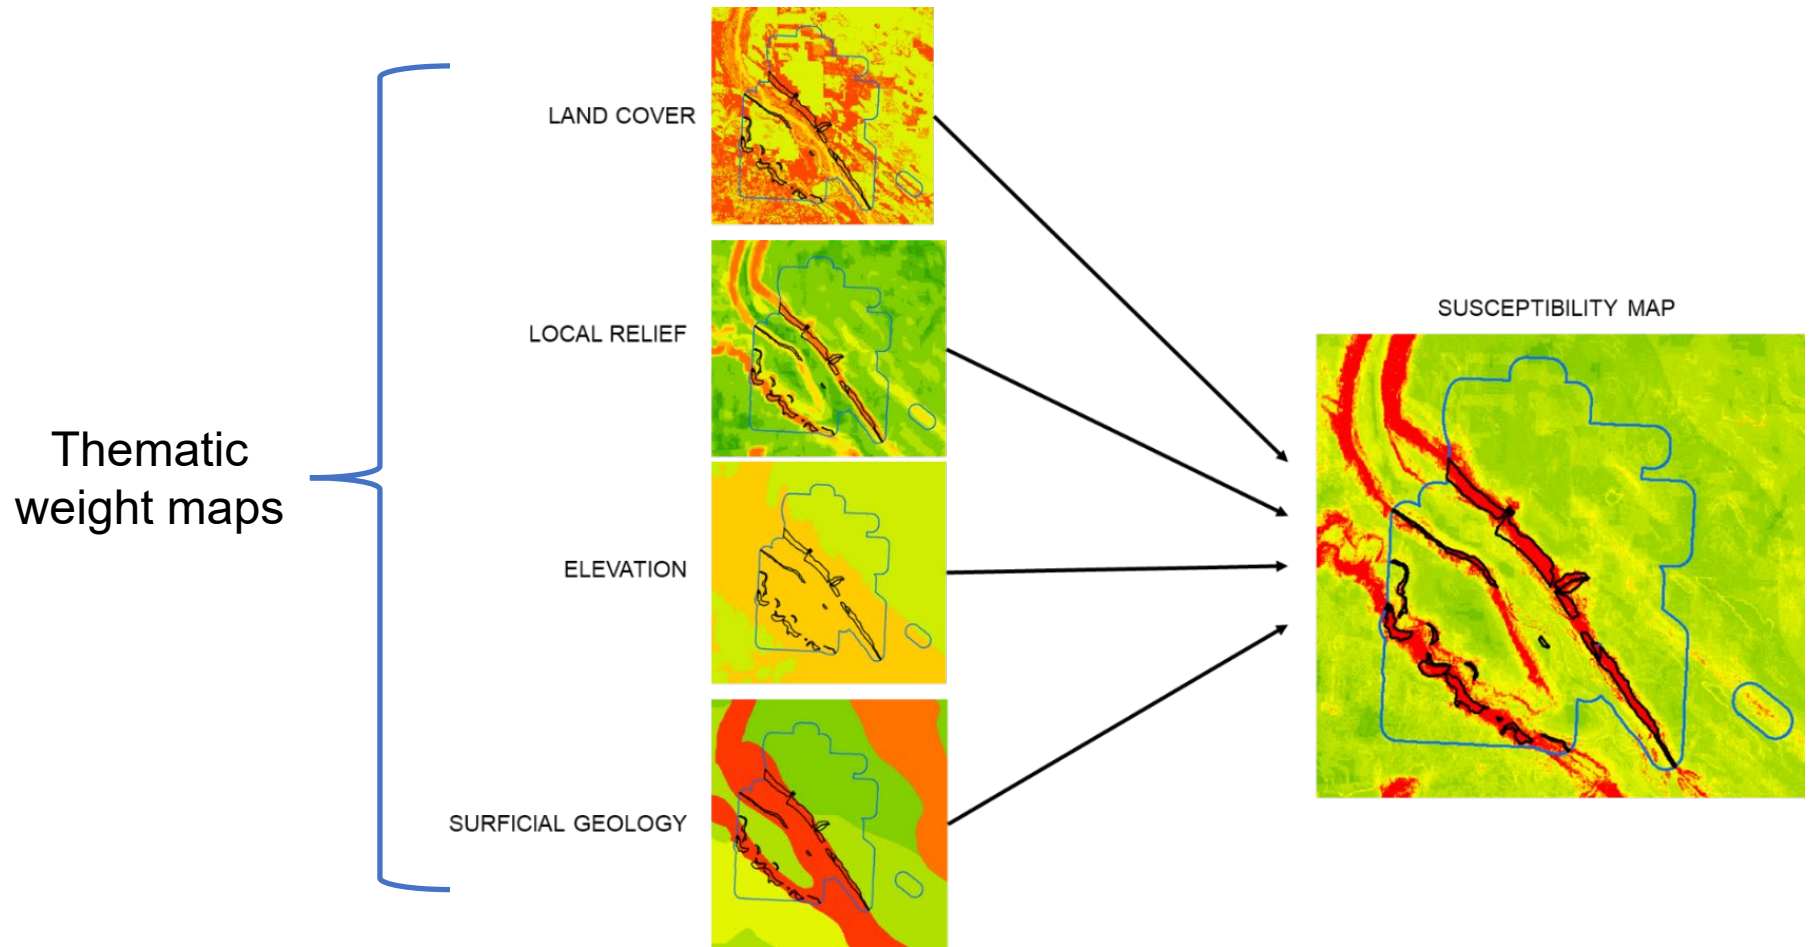 Thematic
weight maps
LAND COVER
LOCAL RELIEF
ELEVATION
SURFICIAL GEOLOGY
SUSCEPTIBILITY MAP